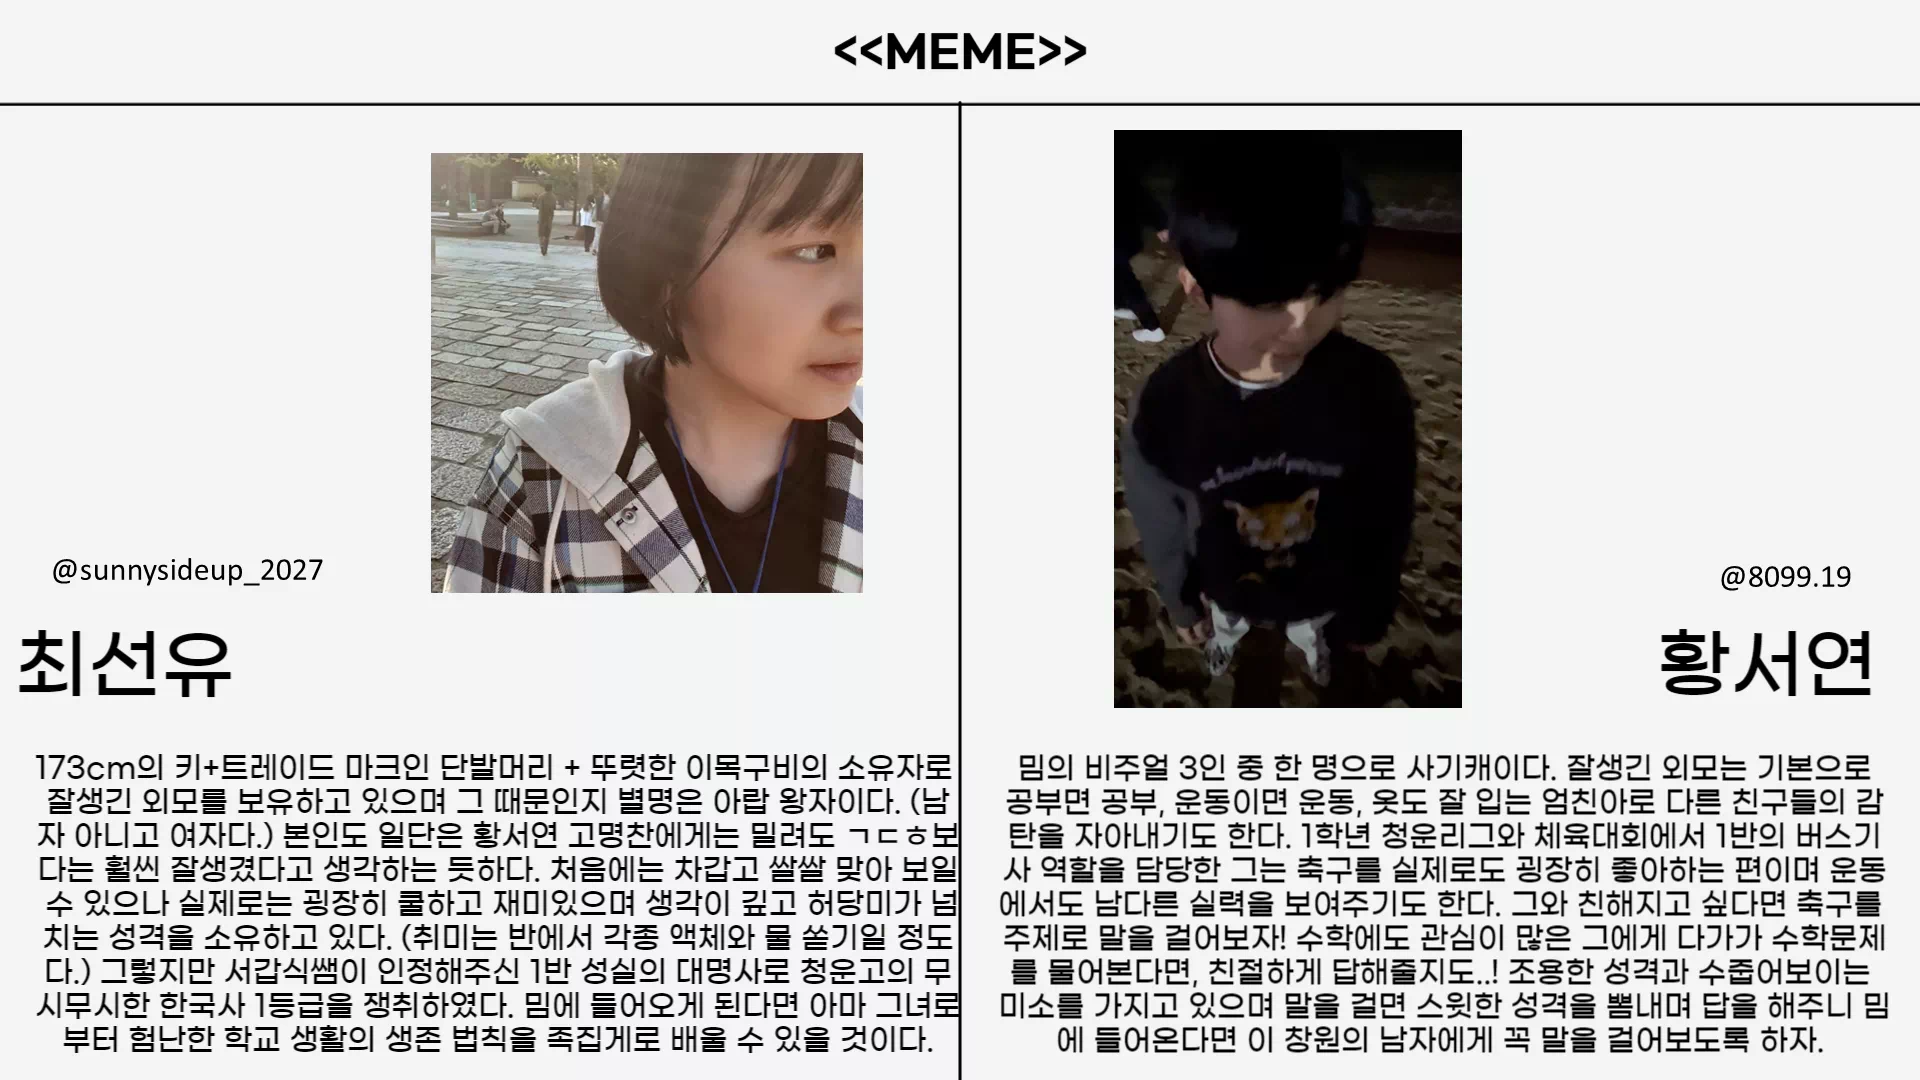 <<MEME>>
@sunnysideup_2027
최선유
173cm의 키+트레이드 마크인 단발머리 + 뚜렷한 이목구비의 소유자로
잘생긴 외모를 보유하고 있으며 그 때문인지 별명은 아랍 왕자이다. (남
자 아니고 여자다.) 본인도 일단은 황서연 고명찬에게는 밀려도 ㄱㄷㅎ보
다는 훨씬 잘생겼다고 생각하는 듯하다. 처음에는 차갑고 쌀쌀 맞아 보일
수 있으나 실제로는 굉장히 쿨하고 재미있으며 생각이 깊고 허당미가 넘
치는 성격을 소유하고 있다. (취미는 반에서 각종 액체와 물 쏟기일 정도
다.) 그렇지만 서갑식쌤이 인정해주신 1반 성실의 대명사로 청운고의 무
시무시한 한국사 1등급을 쟁취하였다. 밈에 들어오게 된다면 아마 그녀로
부터 험난한 학교 생활의 생존 법칙을 족집게로 배울 수 있을 것이다.
@8099.19
황서연
밈의 비주얼 3인 중 한 명으로 사기캐이다. 잘생긴 외모는 기본으로
공부면 공부, 운동이면 운동, 옷도 잘 입는 엄친아로 다른 친구들의 감
탄을 자아내기도 한다. 1학년 청운리그와 체육대회에서 1반의 버스기
사 역할을 담당한 그는 축구를 실제로도 굉장히 좋아하는 편이며 운동
에서도 남다른 실력을 보여주기도 한다. 그와 친해지고 싶다면 축구를
주제로 말을 걸어보자! 수학에도 관심이 많은 그에게 다가가 수학문제
를 물어본다면, 친절하게 답해줄지도..! 조용한 성격과 수줍어보이는
미소를 가지고 있으며 말을 걸면 스윗한 성격을 뽐내며 답을 해주니 밈
에 들어온다면 이 창원의 남자에게 꼭 말을 걸어보도록 하자.